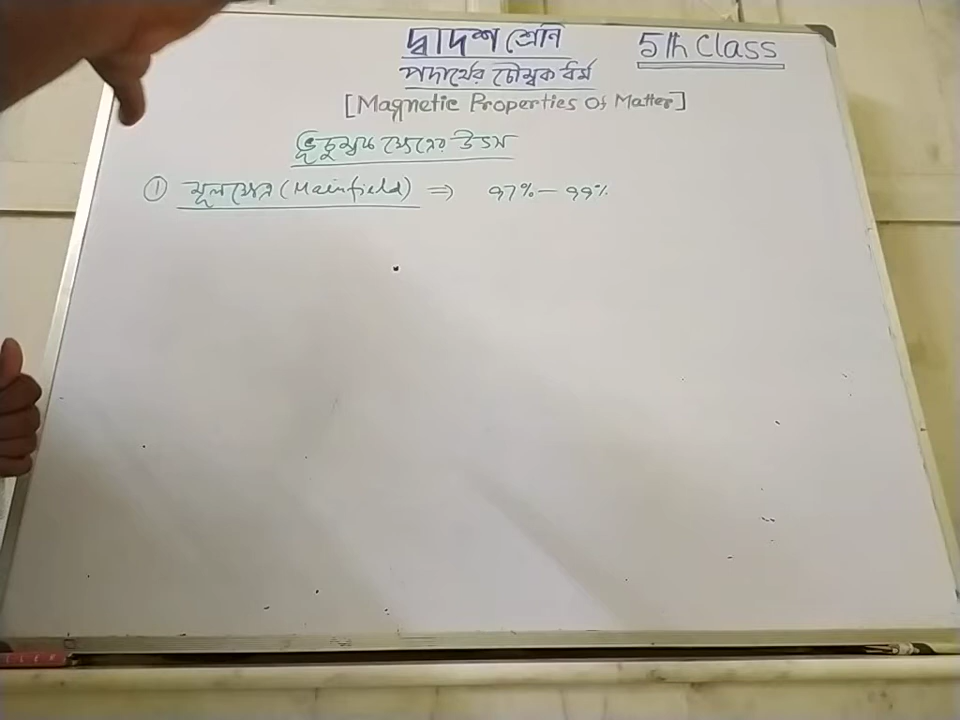 দ্বাদশ শ্রেনি 5th Class
পদার্থের চৌম্বক ধর্ম
[Magnetic Properties Of Matter]
ভূচুম্বক ক্ষেত্রের উৎস
① মূলক্ষেত্র (Mainfield) ⇒ 97% – 99%